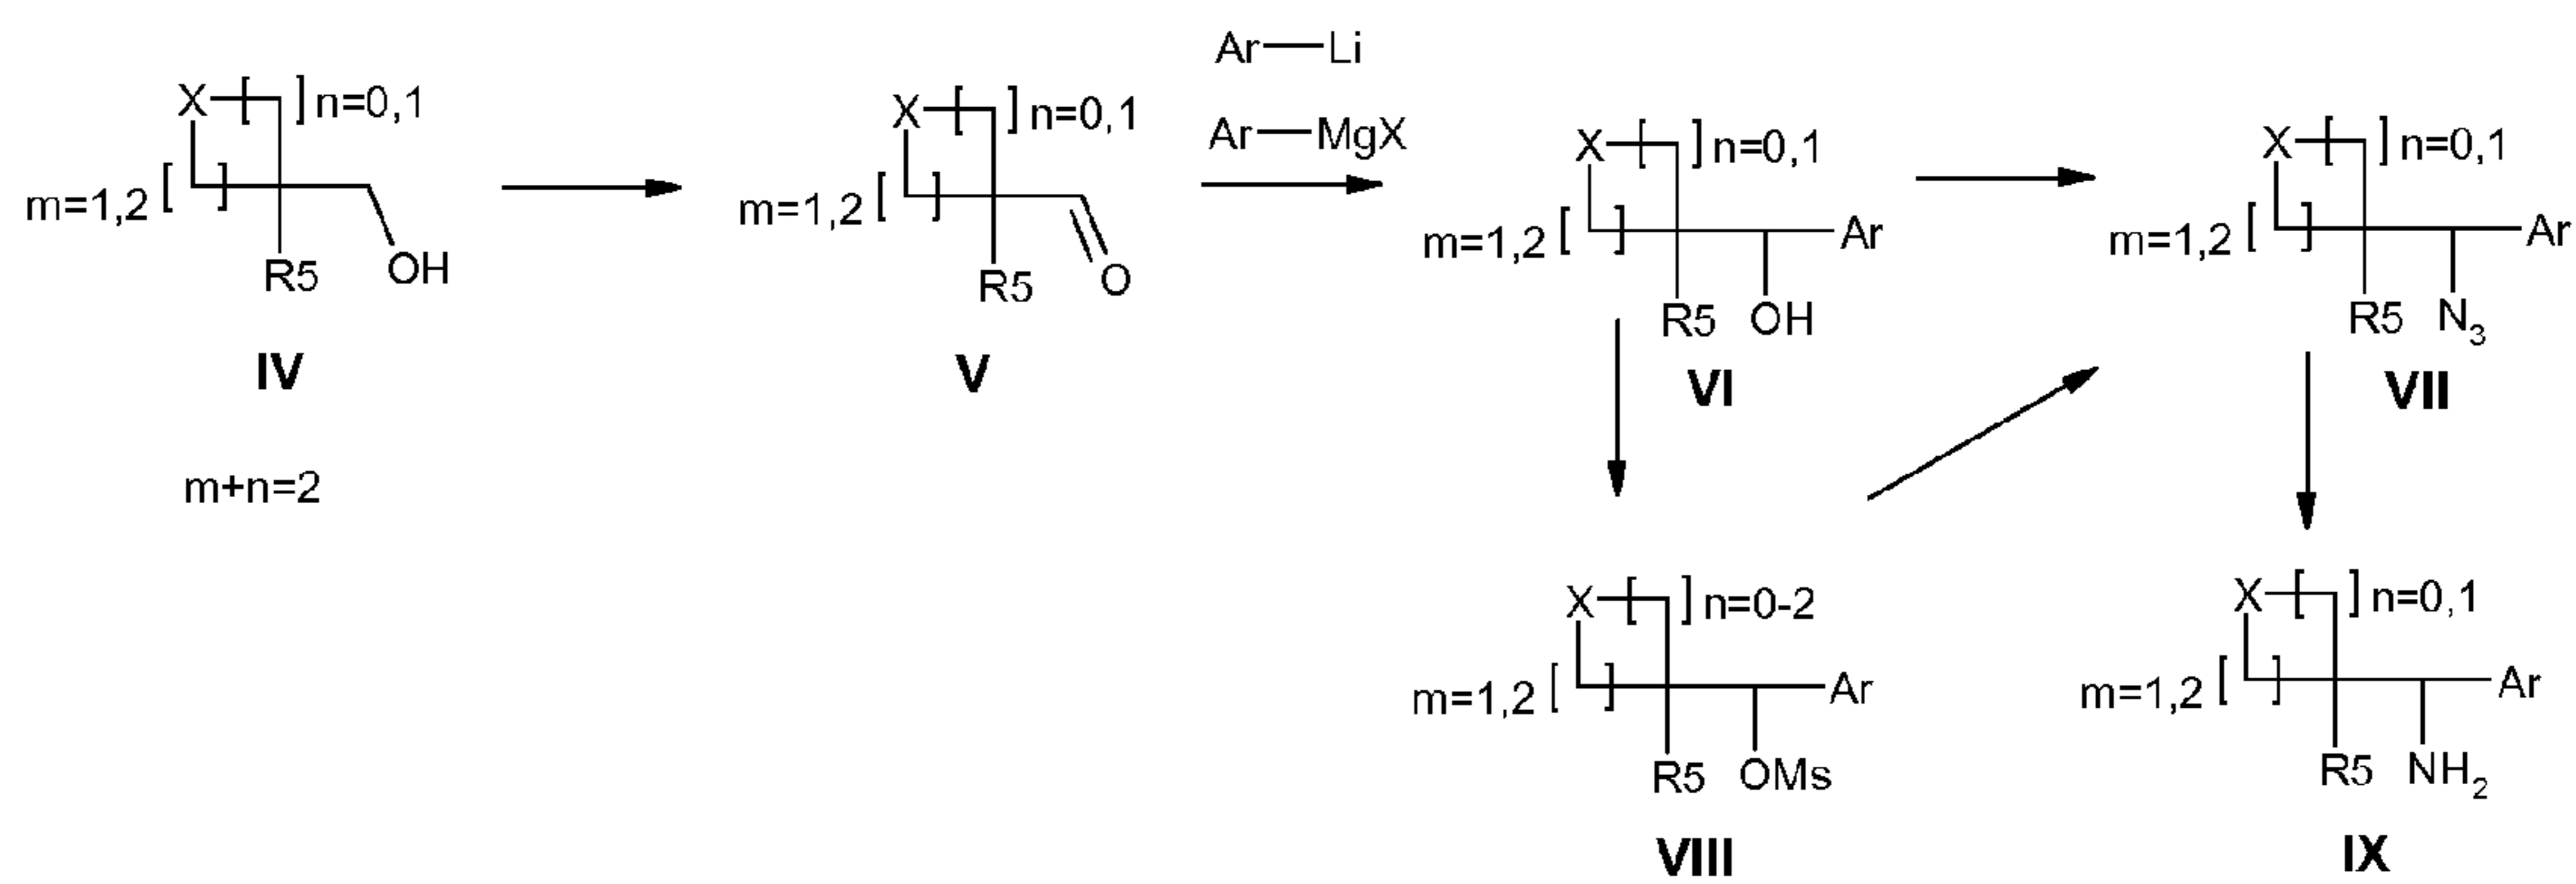 X [ ] n=0,1
m=1,2 [ ]
R5 OH
IV
m+n=2
X [ ] n=0,1
m=1,2 [ ]
R5 O
V
Ar Li
Ar MgX
X [ ] n=0,1
m=1,2 [ ] Ar
R5 OH
VI
X [ ] n=0,1
m=1,2 [ ] Ar
R5 N3
VII
X [ ] n=0-2
m=1,2 [ ] Ar
R5 OMs
VIII
X [ ] n=0,1
m=1,2 [ ] Ar
R5 NH2
IX